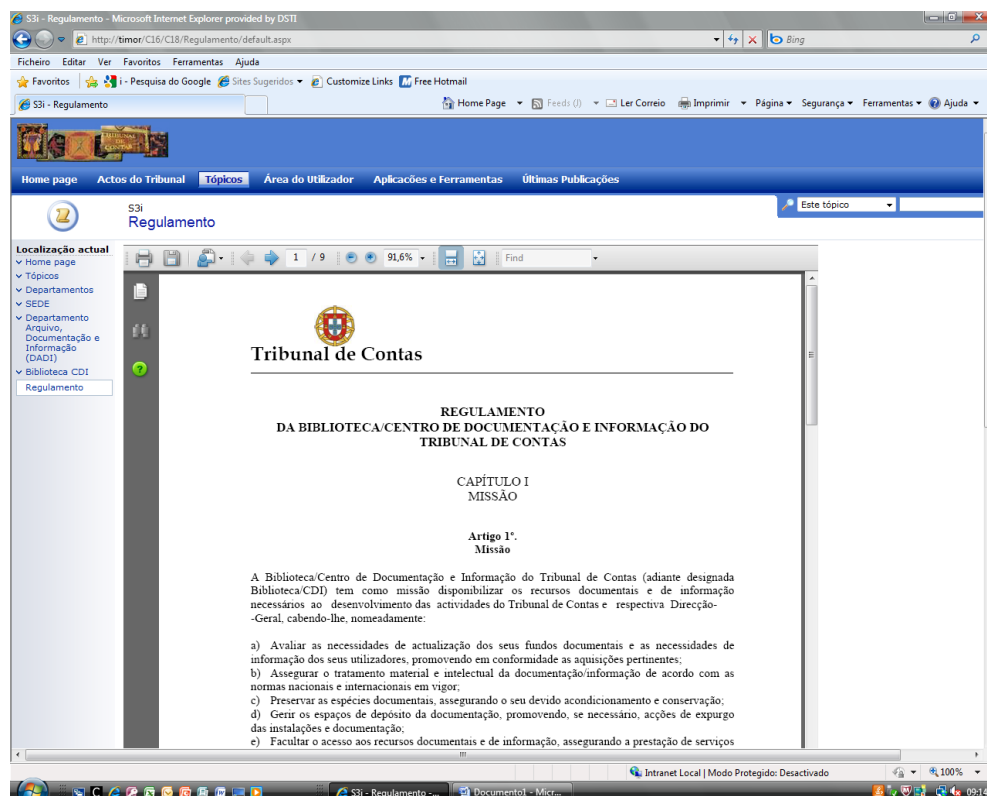 S3i - Regulamento - Microsoft Internet Explorer provided by DSTI
http://timor/C16/C18/Regulamento/default.aspx
Bing
Ficheiro Editar Ver Favoritos Ferramentas Ajuda
Favoritos i - Pesquisa do Google Sites Sugeridos Customize Links Free Hotmail
S3i - Regulamento
Home Page Feeds (J) Ler Correio Imprimir Página Segurança Ferramentas Ajuda
TRIBUNAL
DE
CONTAS
Home page Actos do Tribunal Tópicos Área do Utilizador Aplicacões e Ferramentas Últimas Publicações
S3i
Regulamento
Este tópico
Localização actual
Home page
Tópicos
Departamentos
SEDE
Departamento
Arquivo,
Documentação e
Informação
(DADI)
Biblioteca CDI
Regulamento
1 / 9 91,6% Find
Tribunal de Contas
REGULAMENTO
DA BIBLIOTECA/CENTRO DE DOCUMENTAÇÃO E INFORMAÇÃO DO
TRIBUNAL DE CONTAS
CAPÍTULO I
MISSÃO
Artigo 1º.
Missão
A Biblioteca/Centro de Documentação e Informação do Tribunal de Contas (adiante designada
Biblioteca/CDI) tem como missão disponibilizar os recursos documentais e de informação
necessários ao desenvolvimento das actividades do Tribunal de Contas e respectiva Direcção-
-Geral, cabendo-lhe, nomeadamente:
a) Avaliar as necessidades de actualização dos seus fundos documentais e as necessidades de
informação dos seus utilizadores, promovendo em conformidade as aquisições pertinentes;
b) Assegurar o tratamento material e intelectual da documentação/informação de acordo com as
normas nacionais e internacionais em vigor;
c) Preservar as espécies documentais, assegurando o seu devido acondicionamento e conservação;
d) Gerir os espaços de depósito da documentação, promovendo, se necessário, acções de expurgo
das instalações e documentação;
e) Facultar o acesso aos recursos documentais e de informação, assegurando a prestação de serviços
Intranet Local | Modo Protegido: Desactivado 100%
S3i - Regulamento -... Documento1 - Micr... 09:14